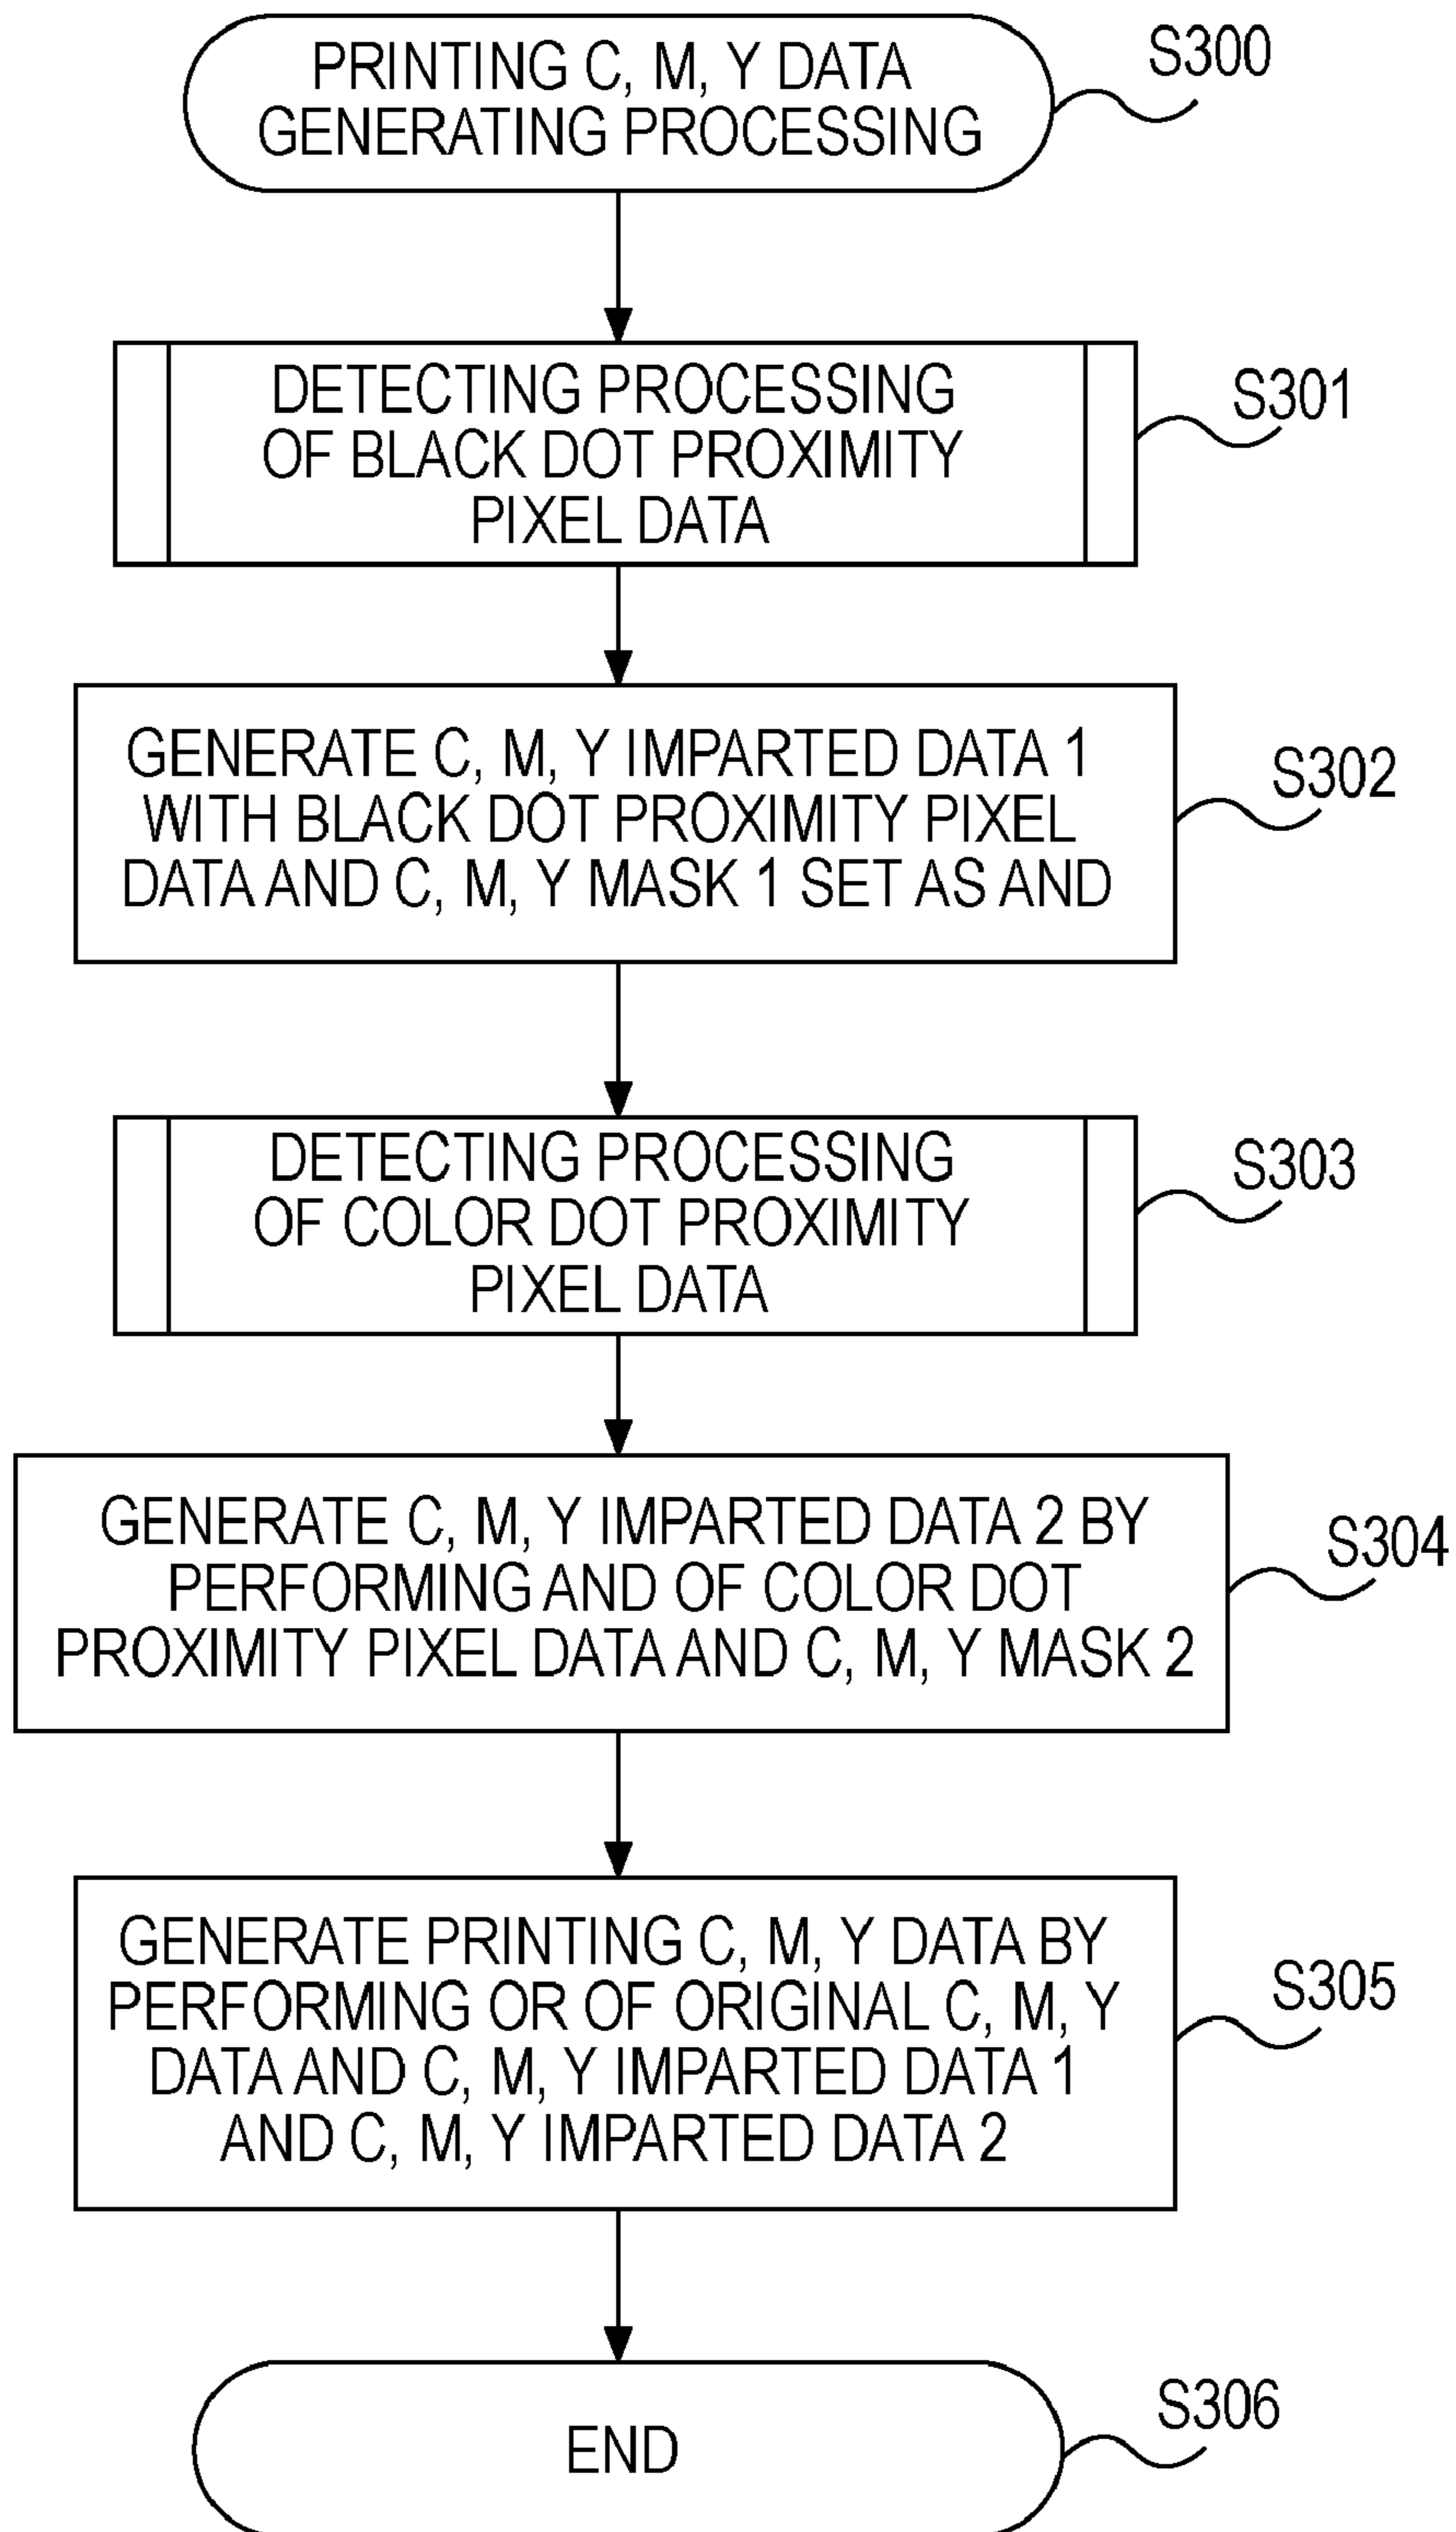 PRINTING C, M, Y DATA
GENERATING PROCESSING
S300
DETECTING PROCESSING
OF BLACK DOT PROXIMITY
PIXEL DATA
S301
GENERATE C, M, Y IMPARTED DATA 1
WITH BLACK DOT PROXIMITY PIXEL
DATA AND C, M, Y MASK 1 SET AS AND
S302
DETECTING PROCESSING
OF COLOR DOT PROXIMITY
PIXEL DATA
S303
GENERATE C, M, Y IMPARTED DATA 2 BY
PERFORMING AND OF COLOR DOT
PROXIMITY PIXEL DATA AND C, M, Y MASK 2
S304
GENERATE PRINTING C, M, Y DATA BY
PERFORMING OR OF ORIGINAL C, M, Y
DATA AND C, M, Y IMPARTED DATA 1
AND C, M, Y IMPARTED DATA 2
S305
END
S306